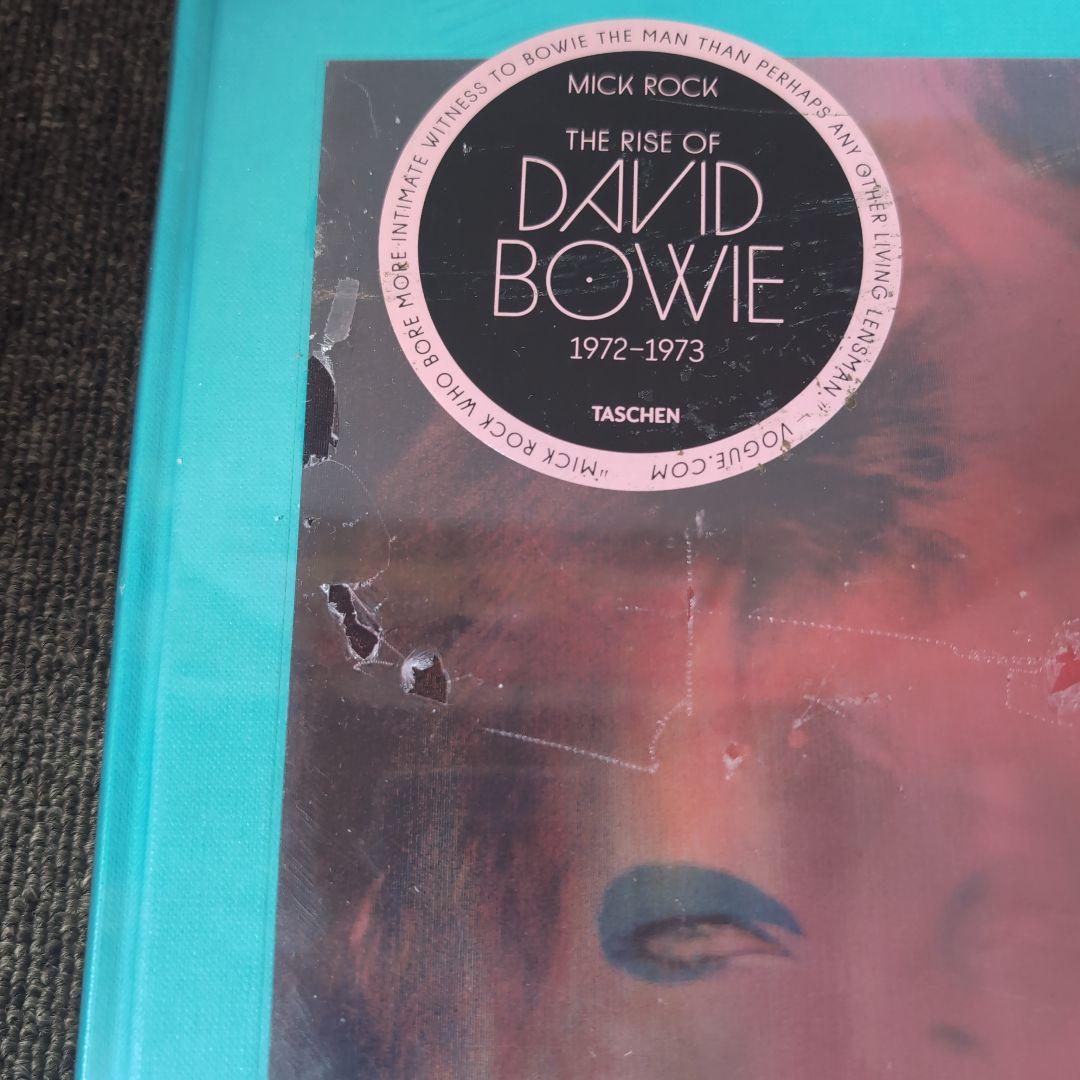 MICK ROCK
THE RISE OF
DAVID
BOWIE
1972–1973
TASCHEN
"MICK ROCK WHO BORE MORE INTIMATE WITNESS TO BOWIE THE MAN THAN PERHAPS ANY OTHER LIVING LENSMAN." – VOGUE.COM